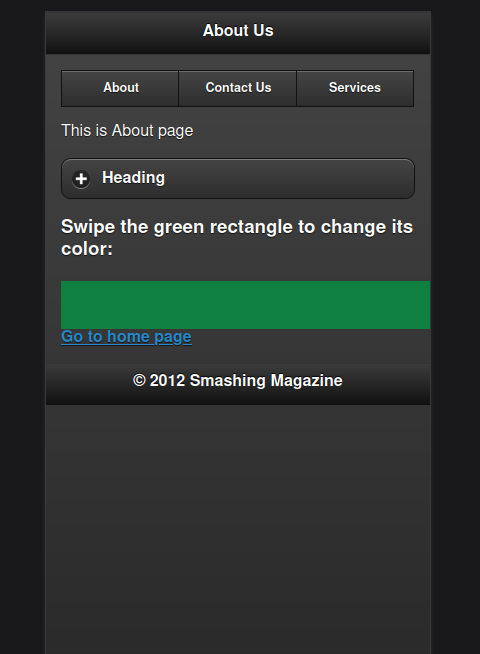 About Us
About Contact Us Services
This is About page
Heading
Swipe the green rectangle to change its
color:
Go to home page
© 2012 Smashing Magazine